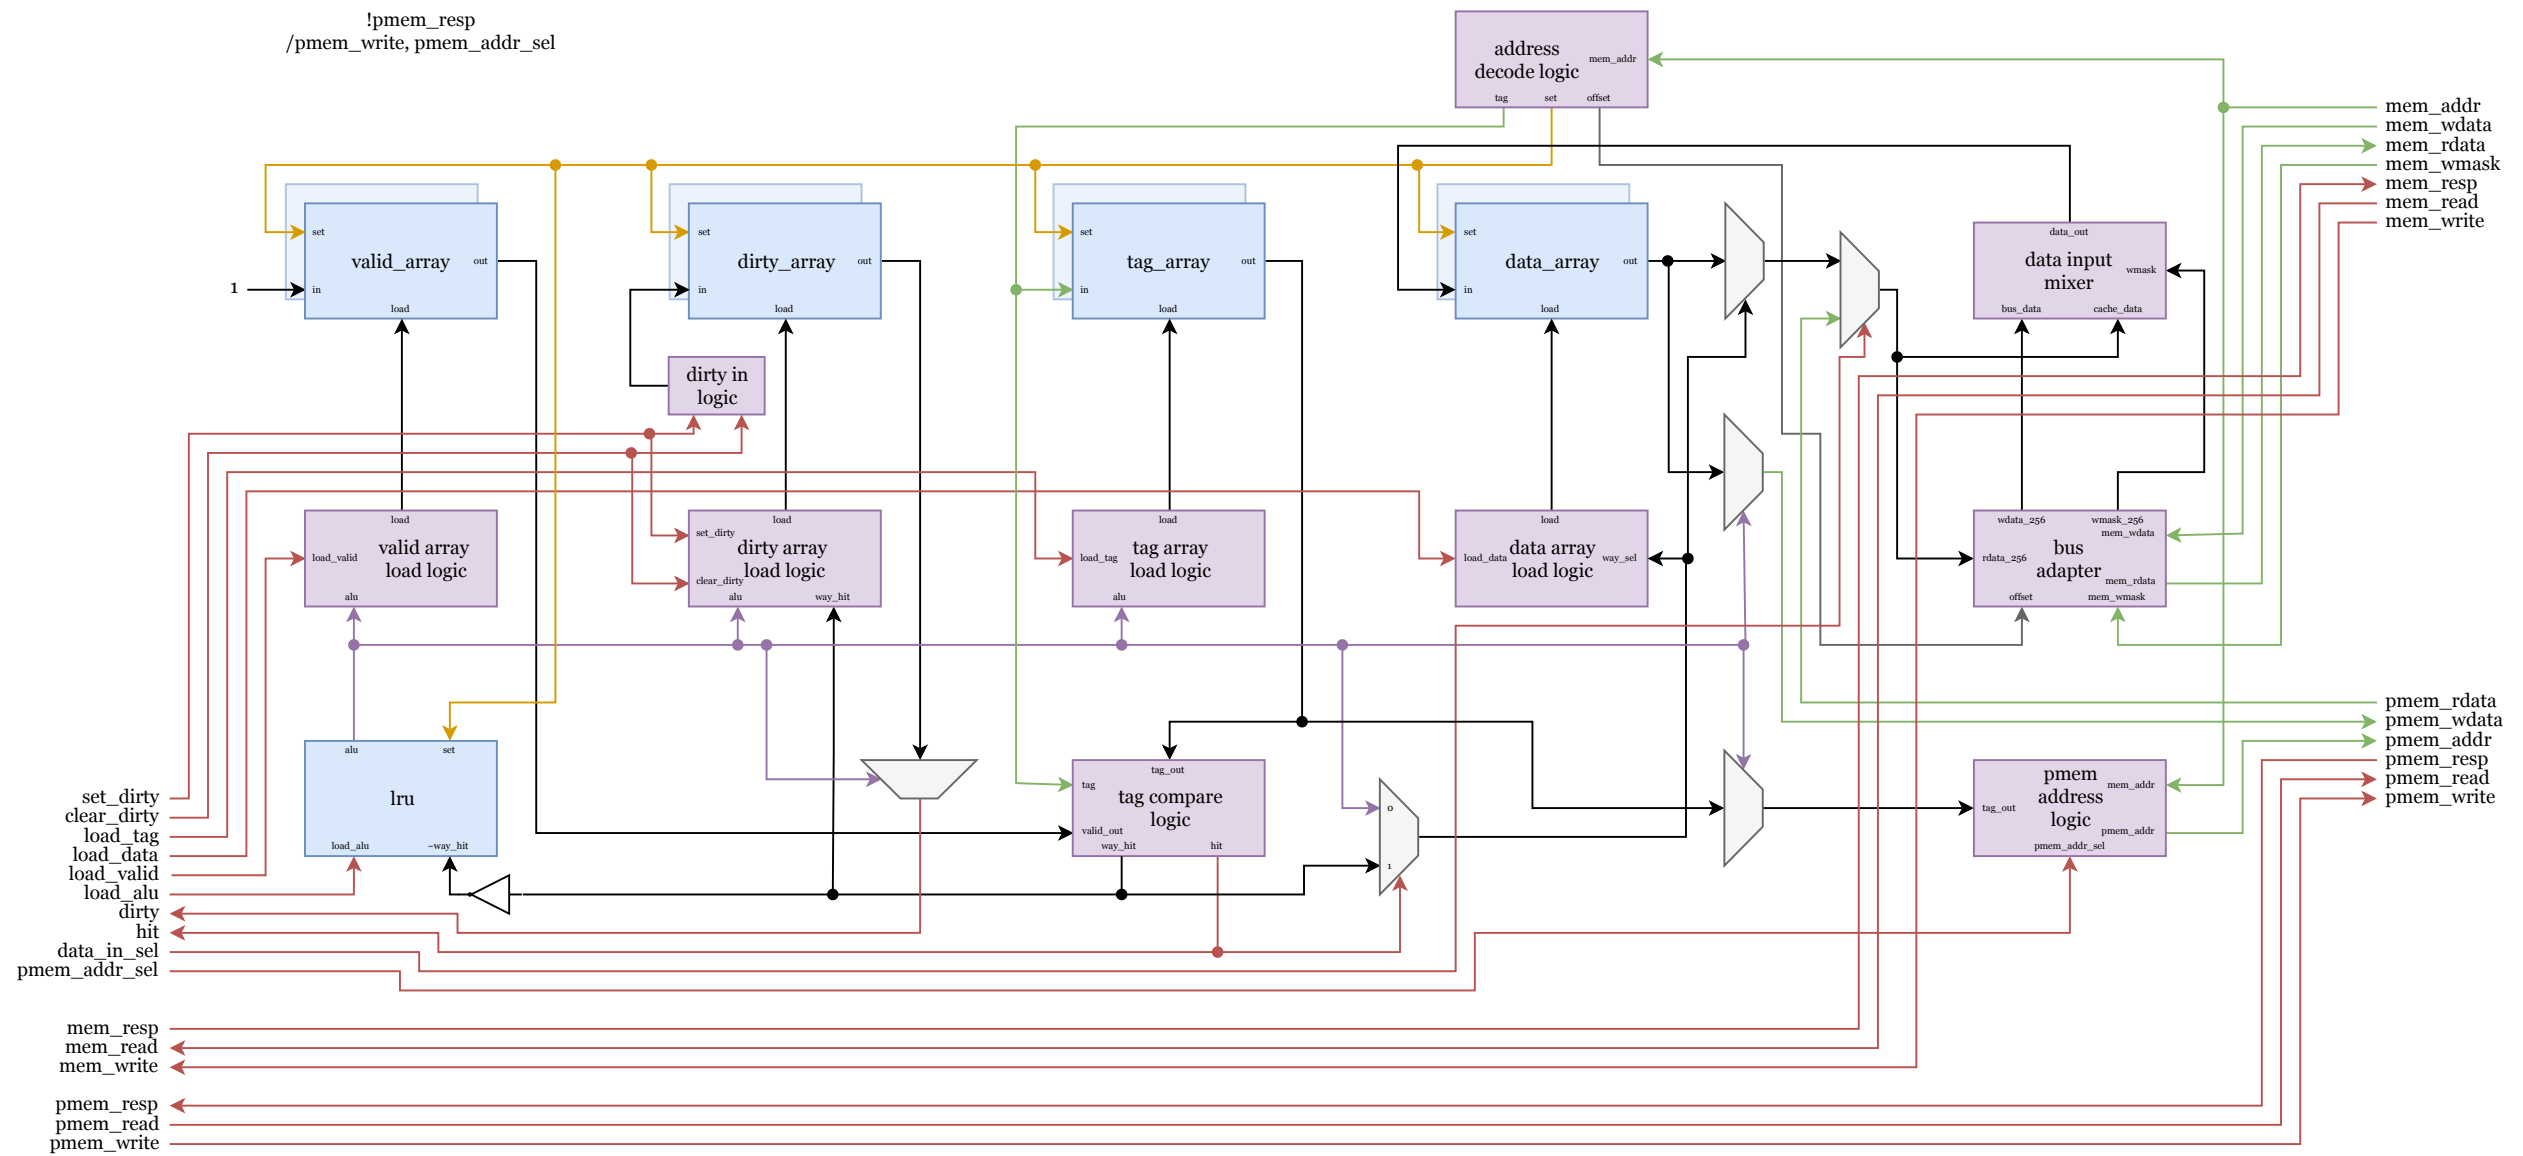 !pmem_resp
/pmem_write, pmem_addr_sel
address
decode logic
mem_addr
tag
set
offset
mem_addr
mem_wdata
mem_rdata
mem_wmask
mem_resp
mem_read
mem_write
set
valid_array
out
1
in
load
set
dirty_array
out
in
load
set
tag_array
out
in
load
set
data_array
out
in
load
data_out
data input
mixer
wmask
bus_data
cache_data
dirty in
logic
load
load_valid
valid array
load logic
alu
load
set_dirty
dirty array
load logic
clear_dirty
alu
way_hit
load
load_tag
tag array
load logic
alu
load
load_data
data array
load logic
way_sel
wdata_256
wmask_256
mem_wdata
rdata_256
bus
adapter
mem_rdata
offset
mem_wmask
pmem_rdata
pmem_wdata
pmem_addr
pmem_resp
pmem_read
pmem_write
alu
set
lru
load_alu
~way_hit
tag_out
tag
tag compare
logic
valid_out
way_hit
hit
0
1
pmem
address
logic
mem_addr
tag_out
pmem_addr
pmem_addr_sel
set_dirty
clear_dirty
load_tag
load_data
load_valid
load_alu
dirty
hit
data_in_sel
pmem_addr_sel
mem_resp
mem_read
mem_write
pmem_resp
pmem_read
pmem_write